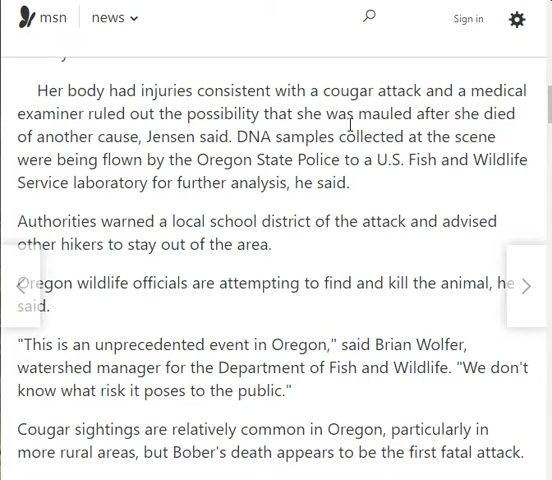 msn
news
Sign in
Her body had injuries consistent with a cougar attack and a medical
examiner ruled out the possibility that she was mauled after she died
of another cause, Jensen said. DNA samples collected at the scene
were being flown by the Oregon State Police to a U.S. Fish and Wildlife
Service laboratory for further analysis, he said.
Authorities warned a local school district of the attack and advised
other hikers to stay out of the area.
Oregon wildlife officials are attempting to find and kill the animal, he
said.
"This is an unprecedented event in Oregon," said Brian Wolfer,
watershed manager for the Department of Fish and Wildlife. "We don't
know what risk it poses to the public."
Cougar sightings are relatively common in Oregon, particularly in
more rural areas, but Bober's death appears to be the first fatal attack.